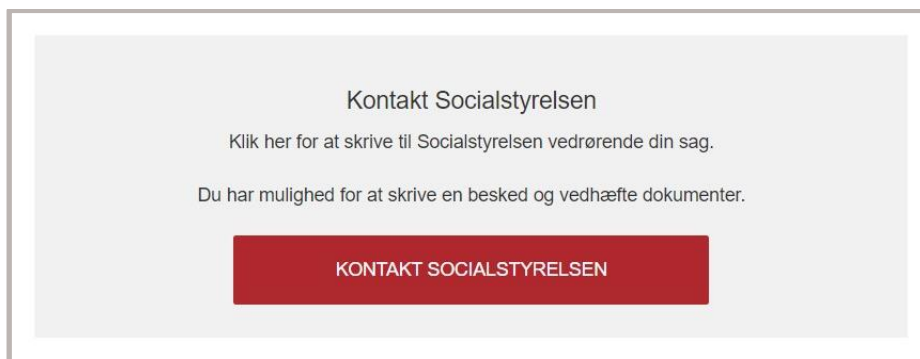 Kontakt Socialstyrelsen
Klik her for at skrive til Socialstyrelsen vedrørende din sag.
Du har mulighed for at skrive en besked og vedhæfte dokumenter.
KONTAKT SOCIALSTYRELSEN